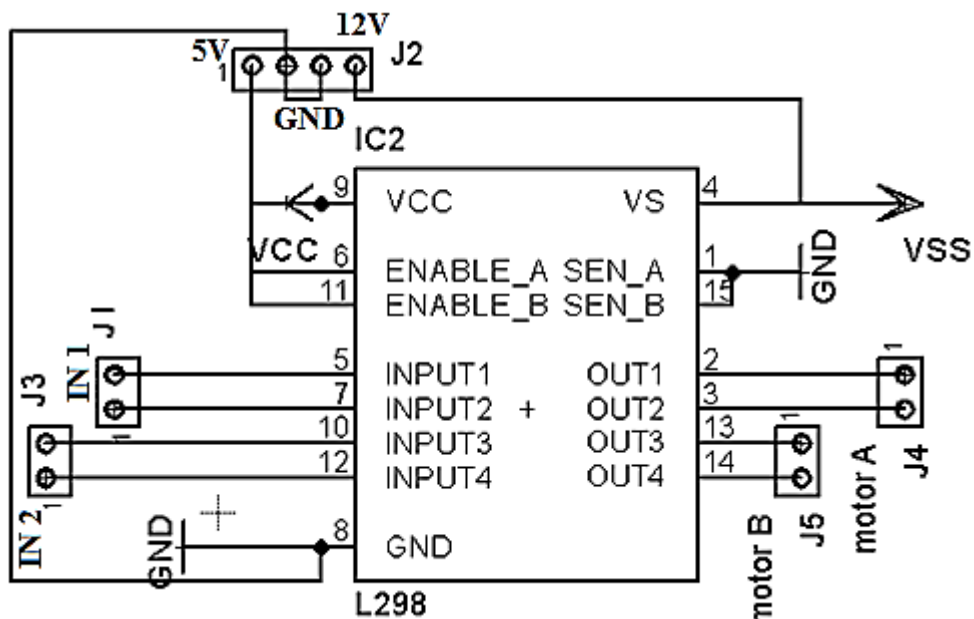 12V
5V
J2
1
GND
IC2
9 VCC
VS 4
VCC
VSS
6 ENABLE_A
SEN_A 1
11 ENABLE_B
SEN_B 15
GND
J1
IN 1
1
J3
IN 2
1
5 INPUT1
OUT1 2
7 INPUT2 +
OUT2 3
10 INPUT3
OUT3 13
12 INPUT4
OUT4 14
1
J4
motor A
1
J5
motor B
GND
8 GND
L298